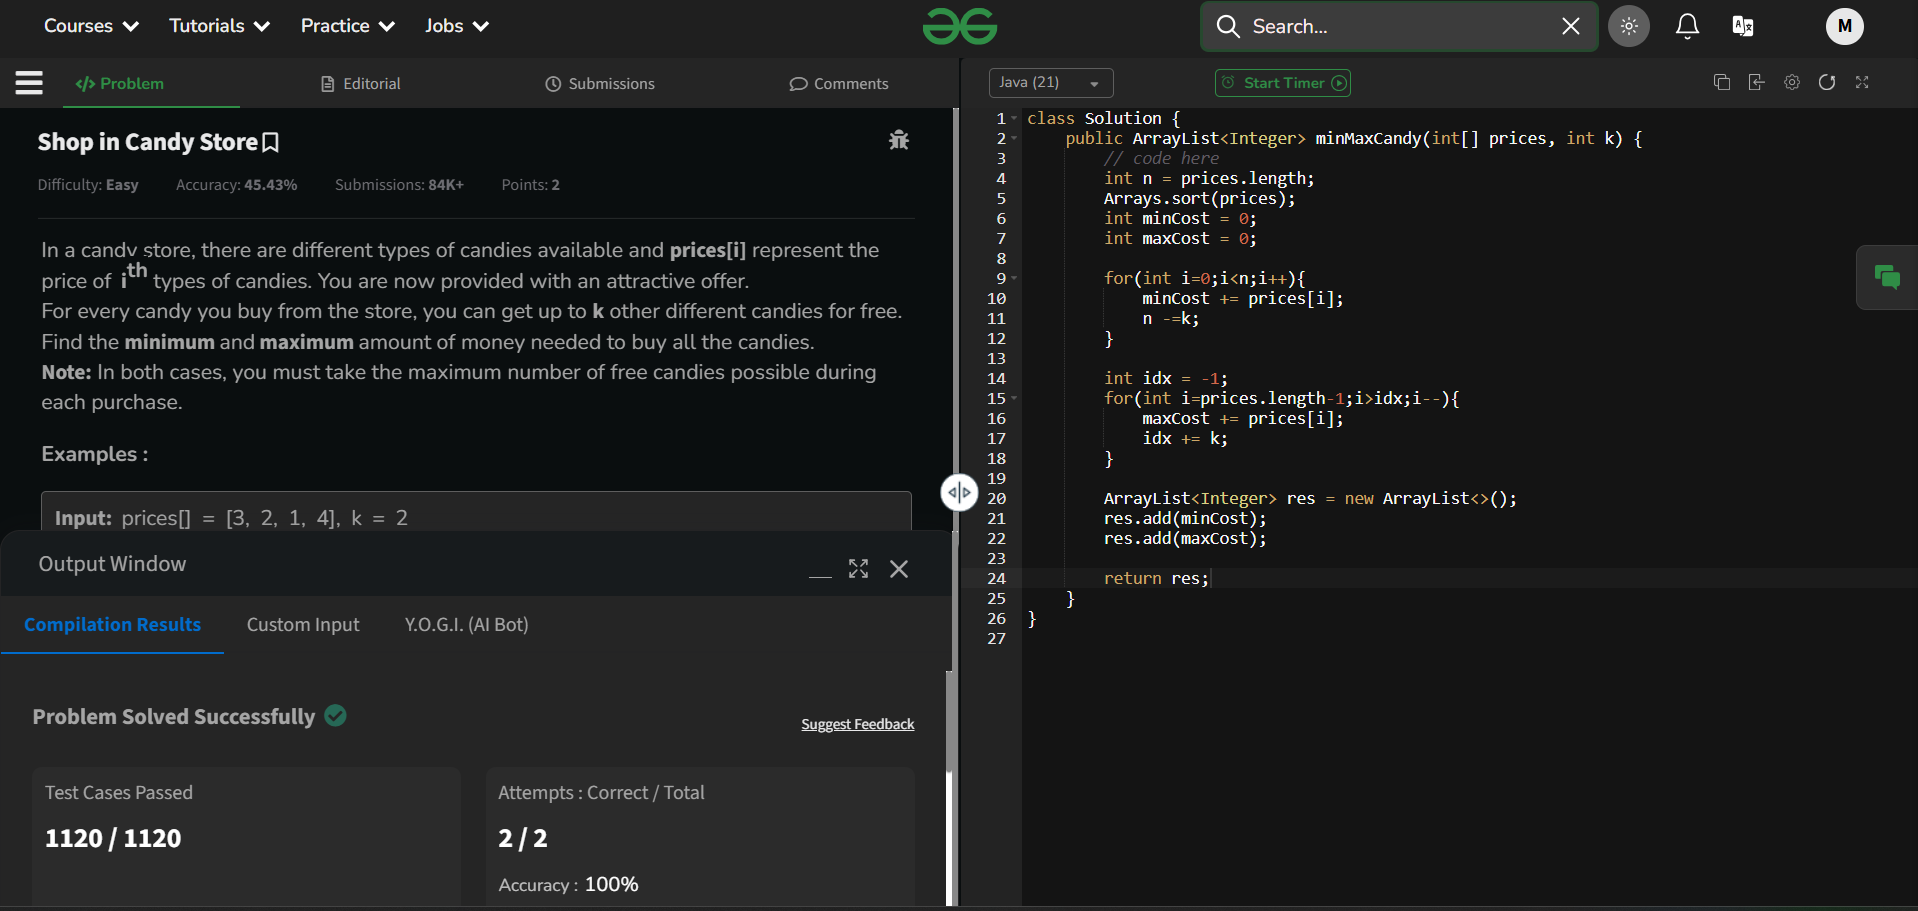 Courses Tutorials Practice Jobs Search... M
</> Problem Editorial Submissions Comments
Shop in Candy Store
Difficulty: Easy Accuracy: 45.43% Submissions: 84K+ Points: 2
In a candy store, there are different types of candies available and prices[i] represent the
price of ith types of candies. You are now provided with an attractive offer.
For every candy you buy from the store, you can get up to k other different candies for free.
Find the minimum and maximum amount of money needed to buy all the candies.
Note: In both cases, you must take the maximum number of free candies possible during
each purchase.
Examples :
Input: prices[] = [3, 2, 1, 4], k = 2
Output Window
Compilation Results Custom Input Y.O.G.I. (AI Bot)
Problem Solved Successfully
Suggest Feedback
Test Cases Passed
1120 / 1120
Attempts : Correct / Total
2 / 2
Accuracy : 100%
Java (21) Start Timer
1 class Solution {
2     public ArrayList<Integer> minMaxCandy(int[] prices, int k) {
3         // code here
4         int n = prices.length;
5         Arrays.sort(prices);
6         int minCost = 0;
7         int maxCost = 0;
8
9         for(int i=0;i<n;i++){
10             minCost += prices[i];
11             n -=k;
12         }
13
14         int idx = -1;
15         for(int i=prices.length-1;i>idx;i--){
16             maxCost += prices[i];
17             idx += k;
18         }
19
20         ArrayList<Integer> res = new ArrayList<>();
21         res.add(minCost);
22         res.add(maxCost);
23
24         return res;
25     }
26 }
27